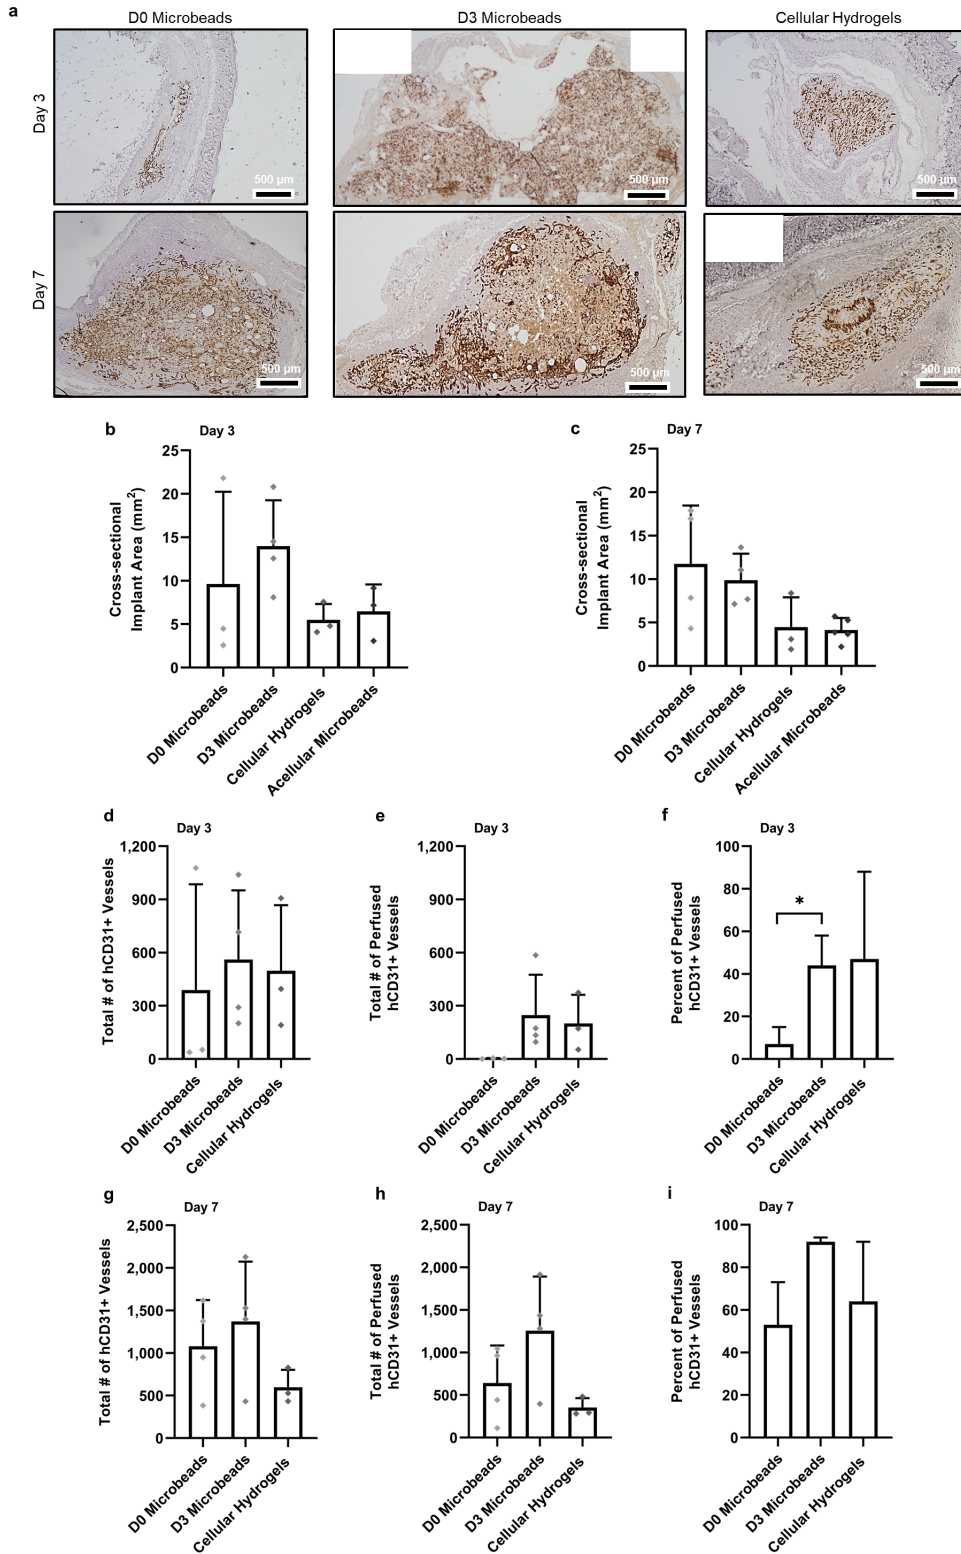 a
D0 Microbeads
D3 Microbeads
Cellular Hydrogels
Day 3
500 µm
500 µm
500 µm
Day 7
500 µm
500 µm
500 µm
b
Day 3
Cross-sectional
Implant Area (mm²)
25
20
15
10
5
0
D0 Microbeads
D3 Microbeads
Cellular Hydrogels
Acellular Microbeads
c
Day 7
Cross-sectional
Implant Area (mm²)
25
20
15
10
5
0
D0 Microbeads
D3 Microbeads
Cellular Hydrogels
Acellular Microbeads
d
Day 3
Total # of hCD31+ Vessels
1,200
900
600
300
0
D0 Microbeads
D3 Microbeads
Cellular Hydrogels
e
Day 3
Total # of Perfused
hCD31+ Vessels
1,200
900
600
300
0
D0 Microbeads
D3 Microbeads
Cellular Hydrogels
f
Day 3
Percent of Perfused
hCD31+ Vessels
100
80
60
40
20
0
*
D0 Microbeads
D3 Microbeads
Cellular Hydrogels
g
Day 7
Total # of hCD31+ Vessels
2,500
2,000
1,500
1,000
500
0
D0 Microbeads
D3 Microbeads
Cellular Hydrogels
h
Day 7
Total # of Perfused
hCD31+ Vessels
2,500
2,000
1,500
1,000
500
0
D0 Microbeads
D3 Microbeads
Cellular Hydrogels
i
Day 7
Percent of Perfused
hCD31+ Vessels
100
80
60
40
20
0
D0 Microbeads
D3 Microbeads
Cellular Hydrogels